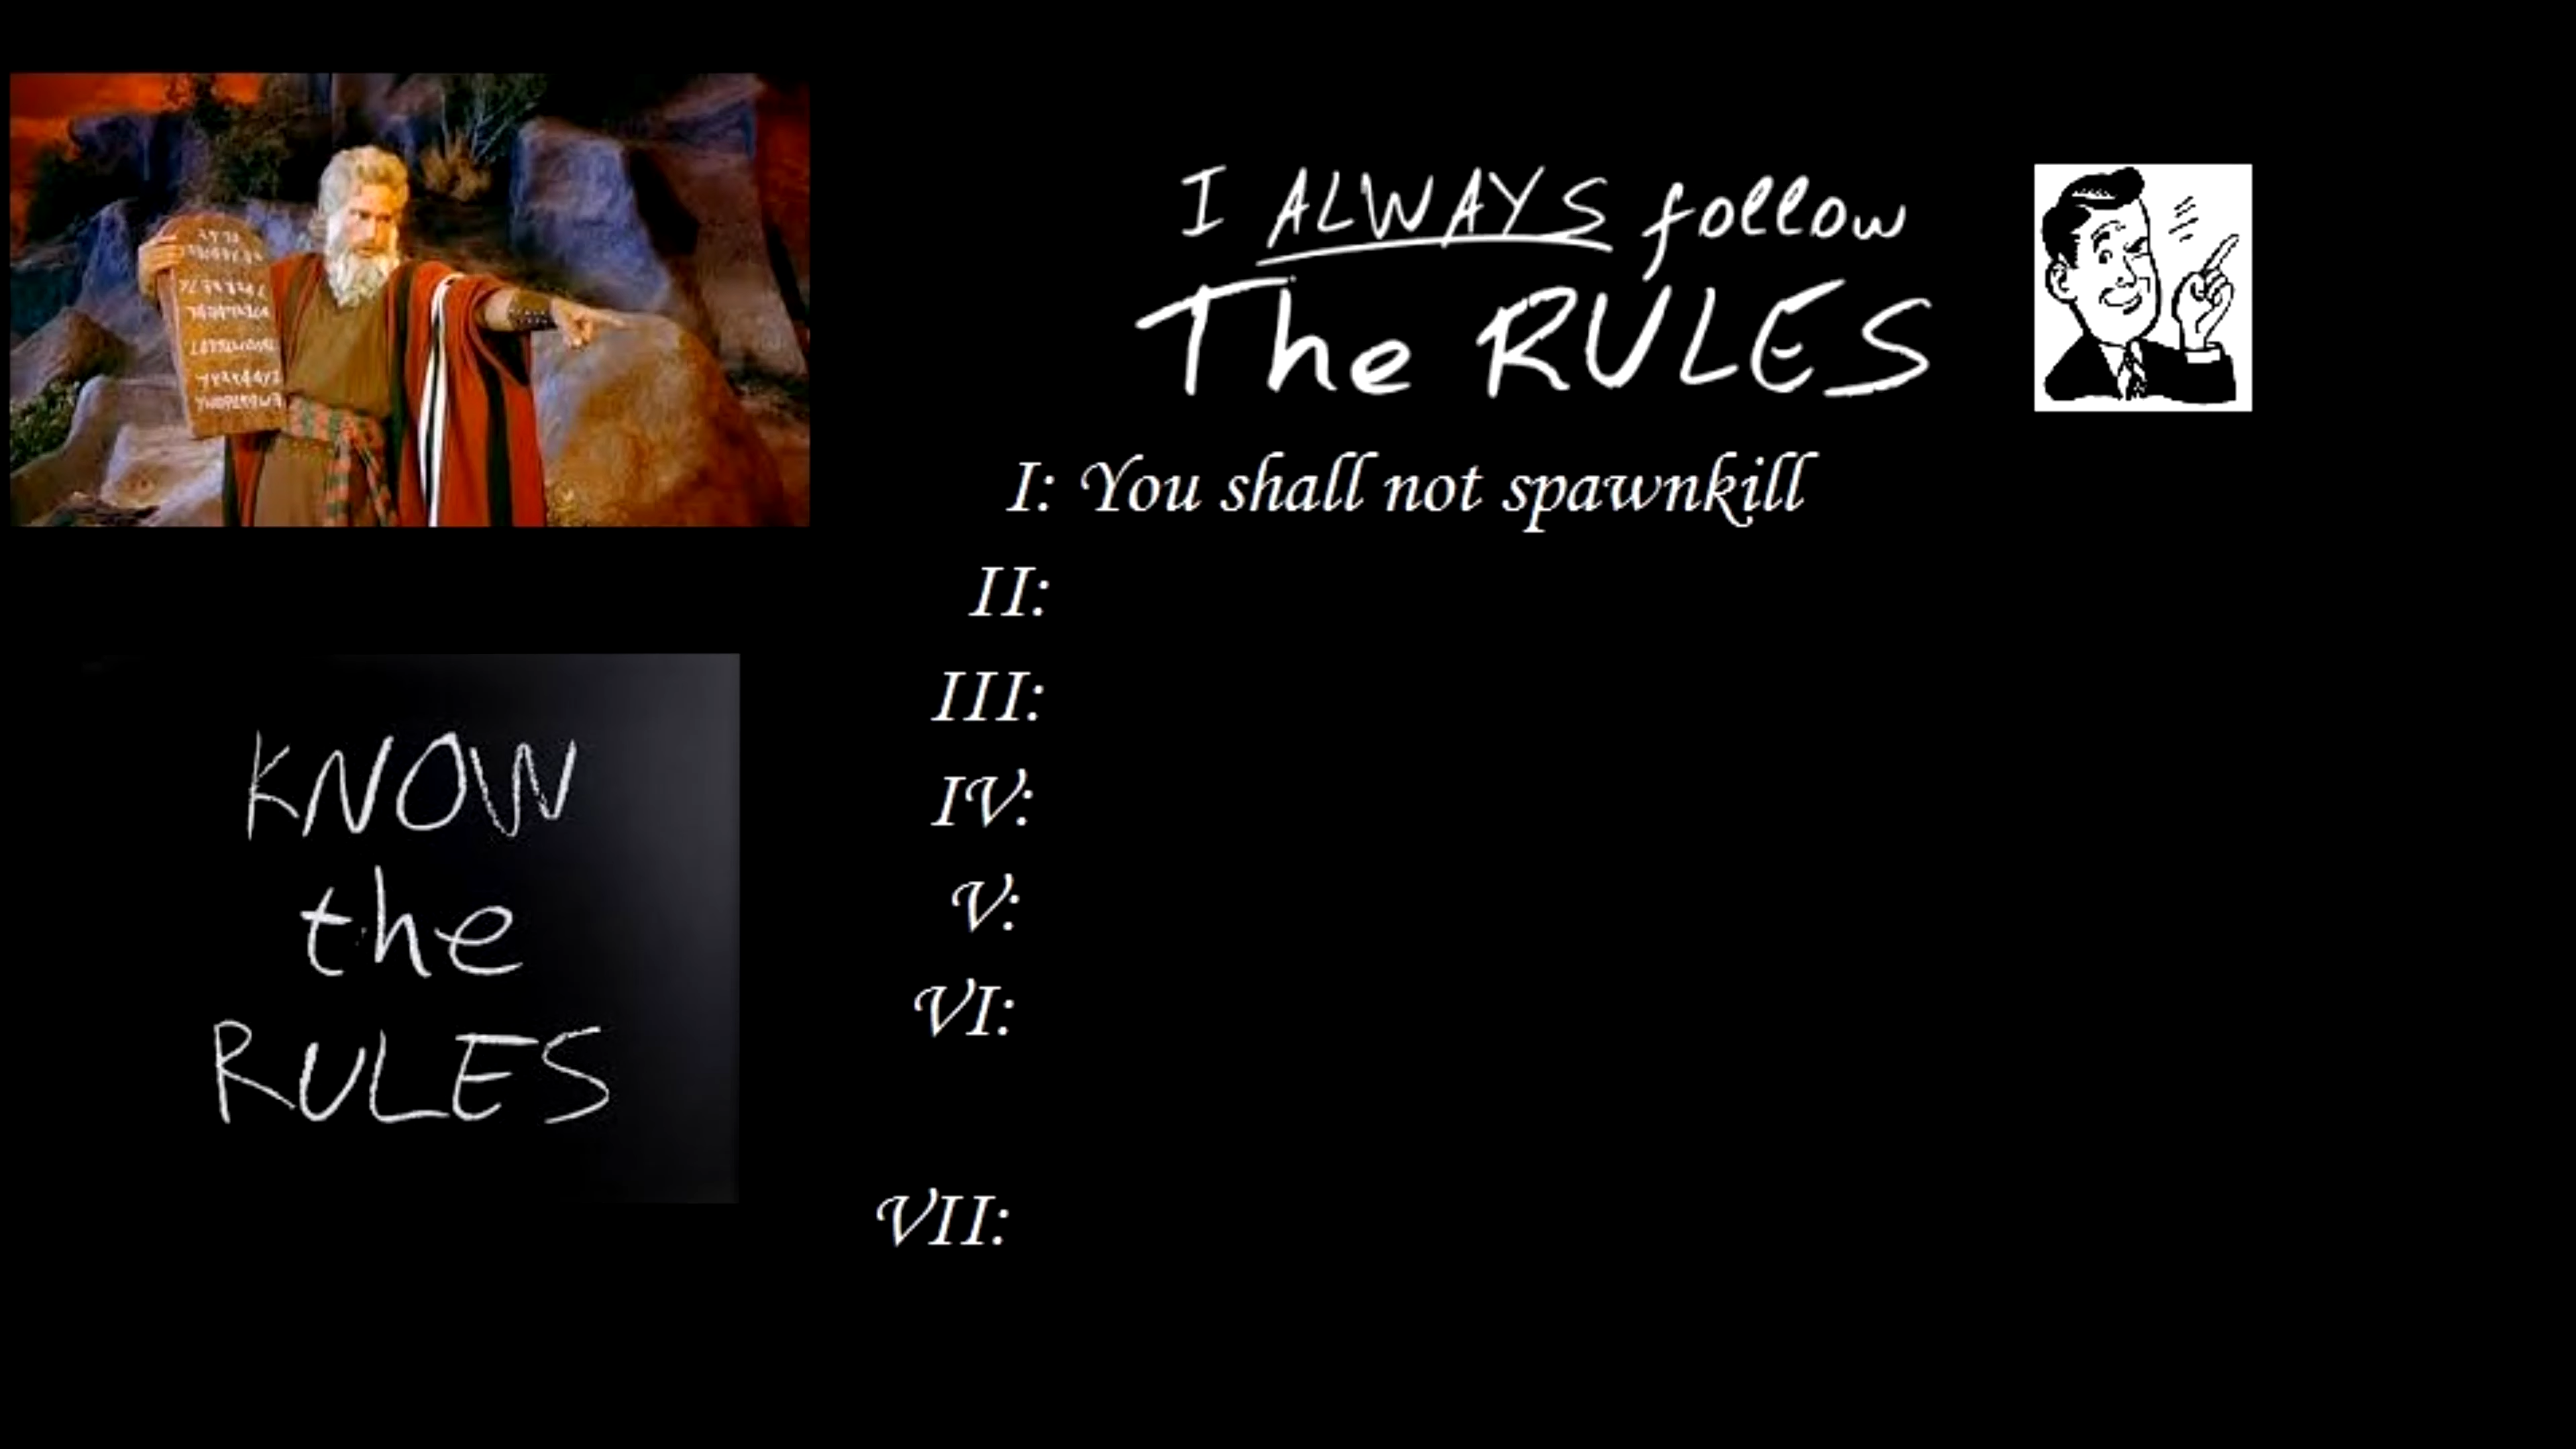 I ALWAYS follow
The RULES
I: You shall not spawnkill
II:
III:
IV:
V:
VI:
VII:
KNOW
the
RULES